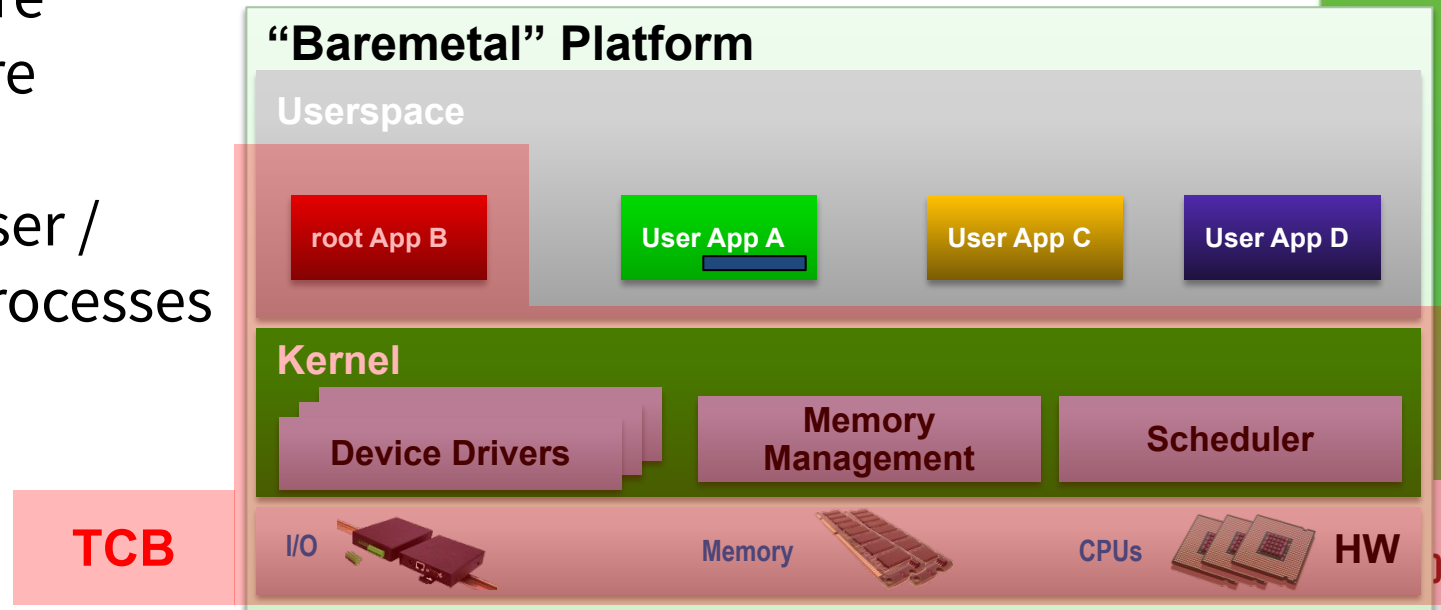 “Baremetal” Platform
Userspace
ser /
rocesses
root App B
User App A
User App C
User App D
Kernel
Device Drivers
Memory
Management
Scheduler
TCB
I/O
Memory
CPUs
HW